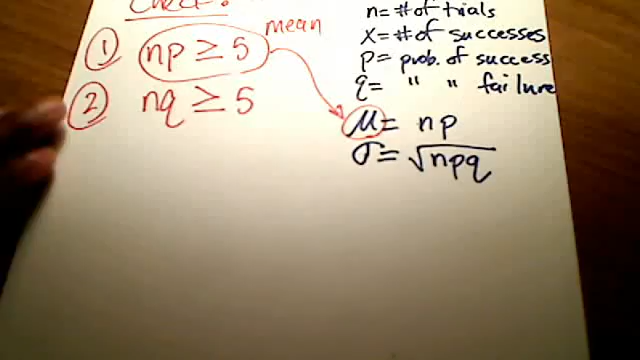 Check:
① np ≥ 5
mean
② nq ≥ 5
n = # of trials
x = # of successes
p = prob. of success
q = " " failure
μ = np
σ = √npq